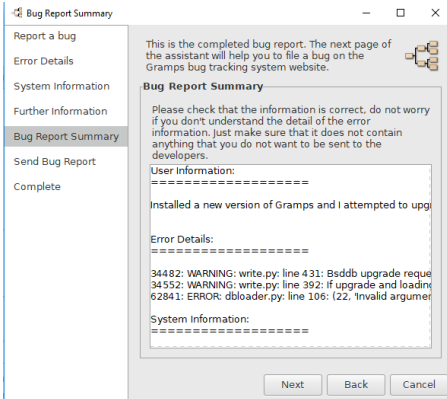 Bug Report Summary
Report a bug
Error Details
System Information
Further Information
Bug Report Summary
Send Bug Report
Complete
This is the completed bug report. The next page of
the assistant will help you to file a bug on the
Gramps bug tracking system website.
Bug Report Summary
Please check that the information is correct, do not worry
if you don't understand the detail of the error
information. Just make sure that it does not contain
anything that you do not want to be sent to the
developers.
User Information:
===================
Installed a new version of Gramps and I attempted to upg
Error Details:
===================
34482: WARNING: write.py: line 431: Bsddb upgrade reque
34552: WARNING: write.py: line 392: If upgrade and loading
62841: ERROR: dbloader.py: line 106: (22, 'Invalid argumer
System Information:
===================
Next
Back
Cancel